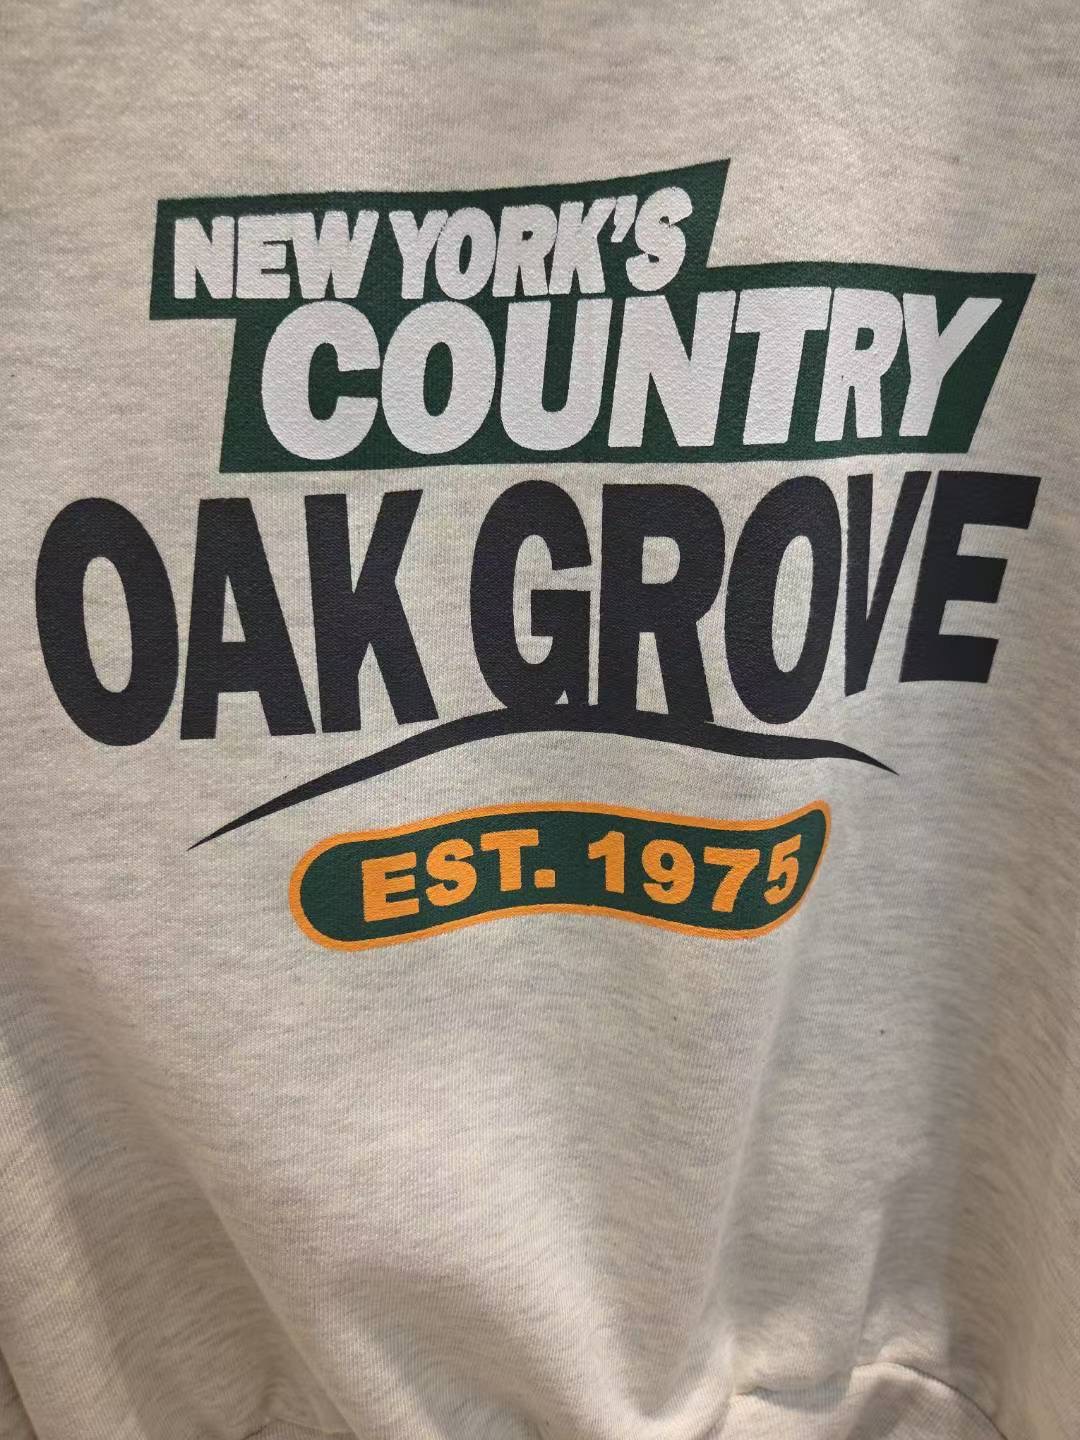 NEW YORK'S
COUNTRY
OAK GROVE
EST. 1975